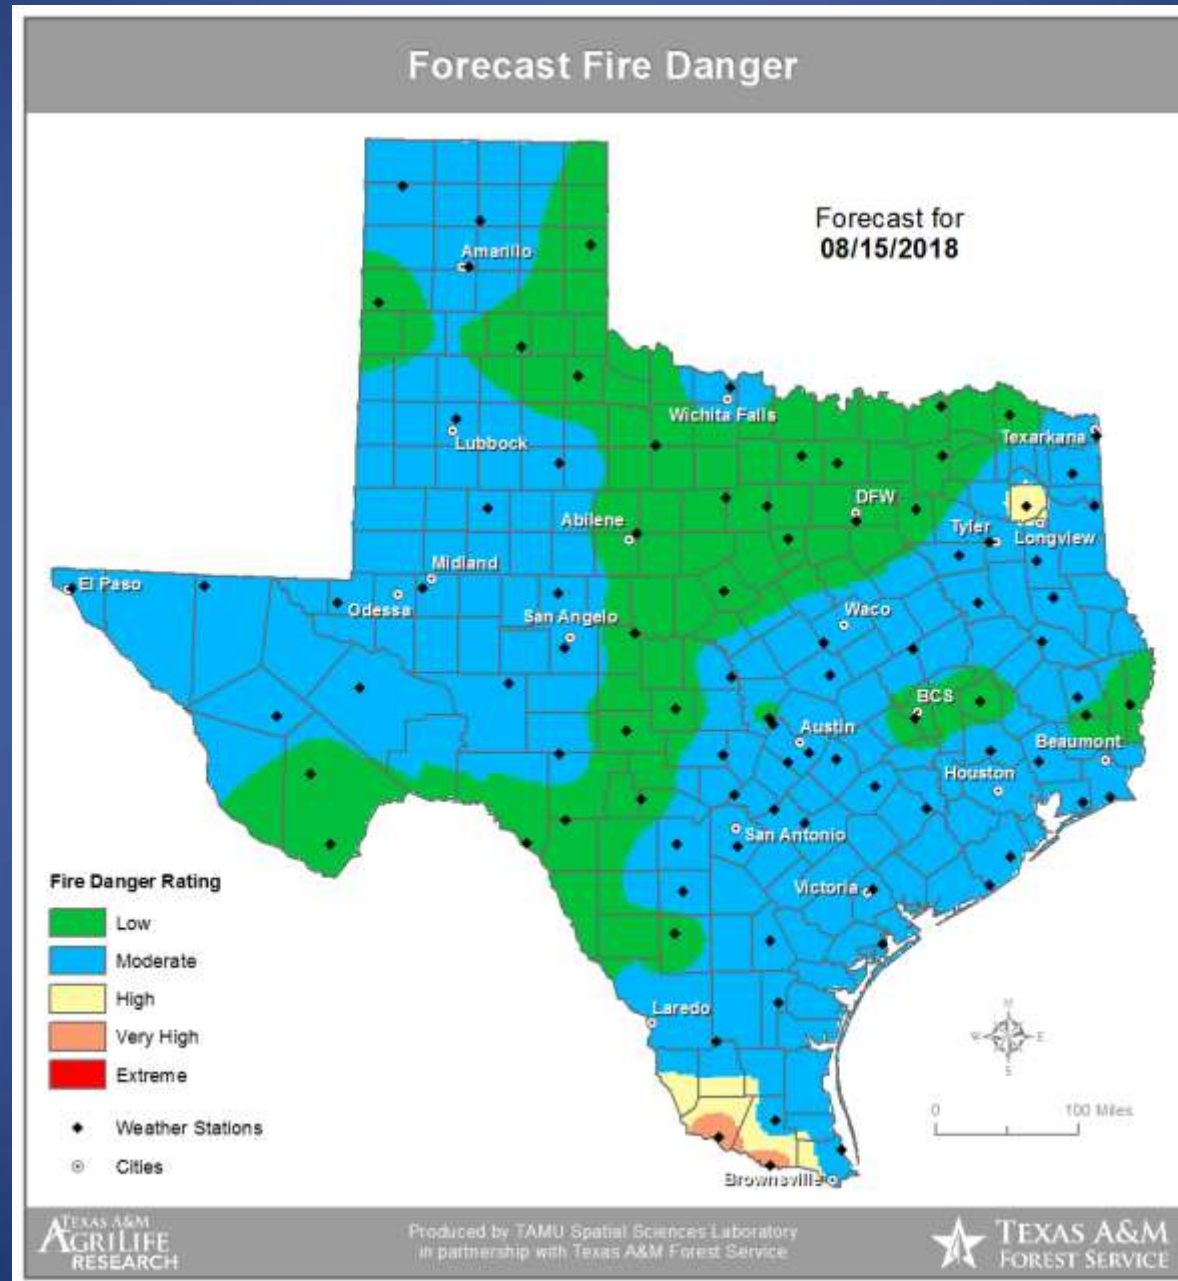 Forecast Fire Danger
Forecast for
08/15/2018
Amarillo
Wichita Falls
Lubbock
Texarkana
DFW
Abilene
Tyler
Longview
Midland
El Paso
Odessa
San Angelo
Waco
BCS
Austin
Beaumont
Houston
San Antonio
Victoria
Laredo
Brownsville
Fire Danger Rating
Low
Moderate
High
Very High
Extreme
Weather Stations
Cities
N
W
E
S
0
100 Miles
TEXAS A&M
AGRILIFE
RESEARCH
Produced by TAMU Spatial Sciences Laboratory
in partnership with Texas A&M Forest Service
TEXAS A&M
FOREST SERVICE